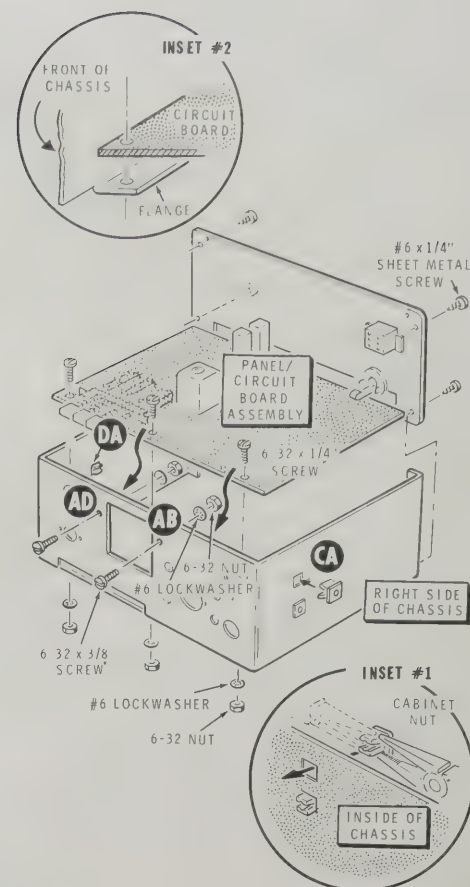 INSET #2
FRONT OF
CHASSIS
CIRCUIT
BOARD
FLANGE
#6 x 1/4"
SHEET METAL
SCREW
PANEL/
CIRCUIT
BOARD
ASSEMBLY
6 32 x 1/4
SCREW
DA
AD
AB
6-32 NUT
#6 LOCKWASHER
CA
RIGHT SIDE
OF CHASSIS
6 32 x 3/8
SCREW
#6 LOCKWASHER
6-32 NUT
INSET #1
CABINET
NUT
INSIDE OF
CHASSIS